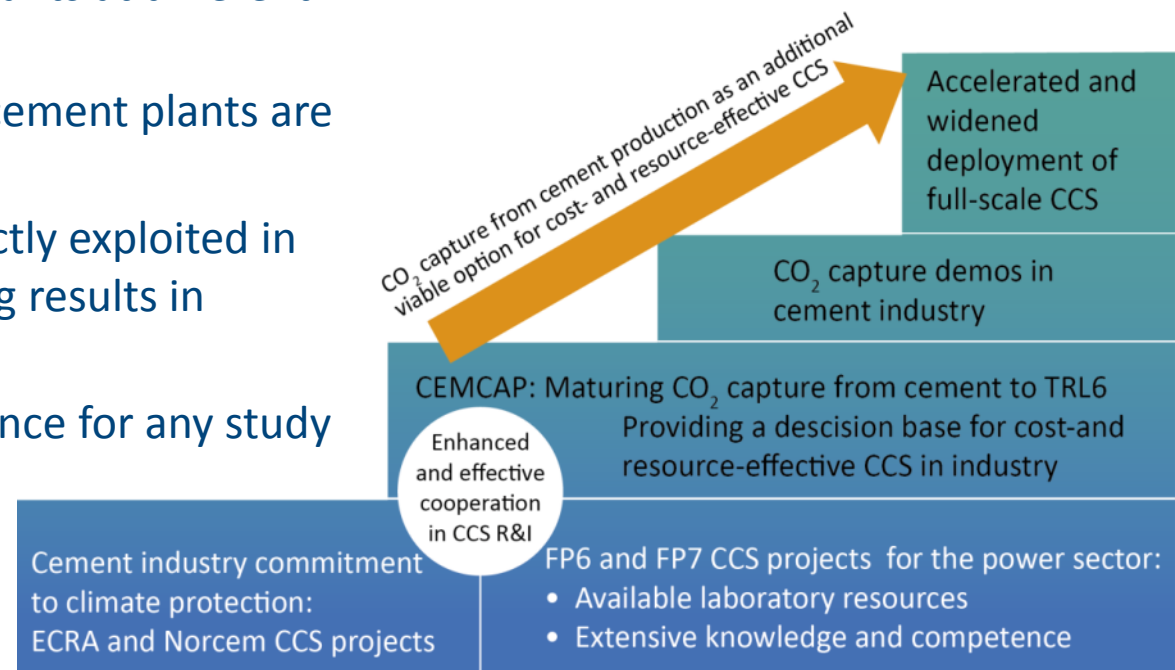 cement plants are
ctly exploited in
g results in
nce for any study
CO₂ capture from cement production as an additional
viable option for cost- and resource-effective CCS
Accelerated and
widened
deployment of
full-scale CCS
CO₂ capture demos in
cement industry
CEMCAP: Maturing CO₂ capture from cement to TRL6
Providing a descision base for cost-and
resource-effective CCS in industry
Enhanced
and effective
cooperation
in CCS R&I
Cement industry commitment
to climate protection:
ECRA and Norcem CCS projects
FP6 and FP7 CCS projects for the power sector:
• Available laboratory resources
• Extensive knowledge and competence